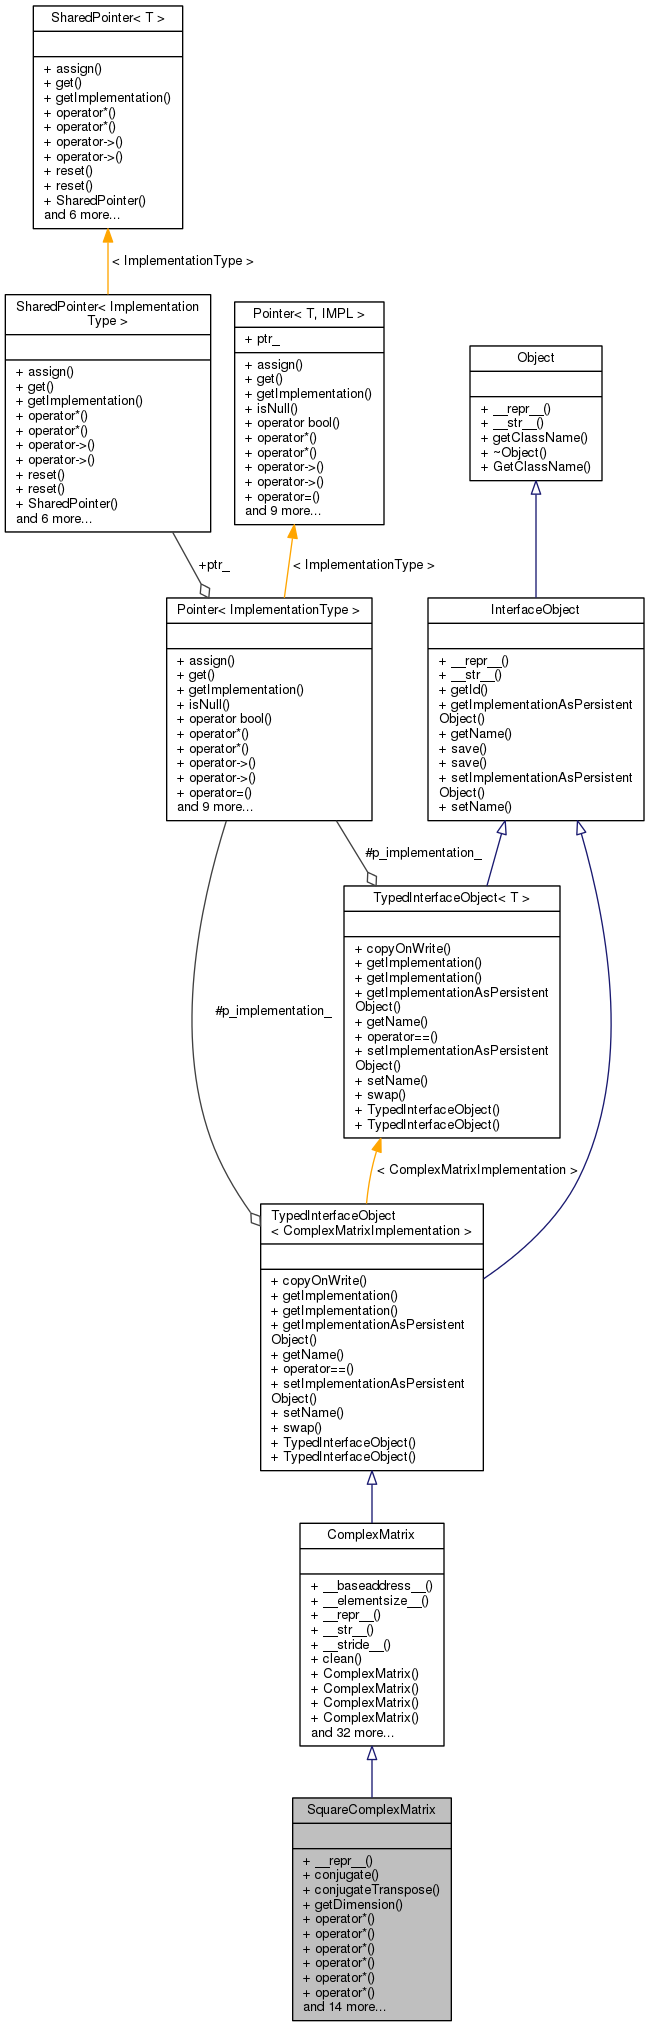 SharedPointer< T >
+ assign()
+ get()
+ getImplementation()
+ operator*()
+ operator*()
+ operator->()
+ operator->()
+ reset()
+ reset()
+ SharedPointer()
and 6 more...
< ImplementationType >
SharedPointer< Implementation
Type >
+ assign()
+ get()
+ getImplementation()
+ operator*()
+ operator*()
+ operator->()
+ operator->()
+ reset()
+ reset()
+ SharedPointer()
and 6 more...
Pointer< T, IMPL >
+ ptr_
+ assign()
+ get()
+ getImplementation()
+ isNull()
+ operator bool()
+ operator*()
+ operator*()
+ operator->()
+ operator->()
+ operator=()
and 9 more...
Object
+ __repr__()
+ __str__()
+ getClassName()
+ ~Object()
+ GetClassName()
+ptr_
< ImplementationType >
Pointer< ImplementationType >
+ assign()
+ get()
+ getImplementation()
+ isNull()
+ operator bool()
+ operator*()
+ operator*()
+ operator->()
+ operator->()
+ operator=()
and 9 more...
InterfaceObject
+ __repr__()
+ __str__()
+ getId()
+ getImplementationAsPersistent
Object()
+ getName()
+ save()
+ save()
+ setImplementationAsPersistent
Object()
+ setName()
#p_implementation_
TypedInterfaceObject< T >
+ copyOnWrite()
+ getImplementation()
+ getImplementation()
+ getImplementationAsPersistent
Object()
+ getName()
+ operator==()
+ setImplementationAsPersistent
Object()
+ setName()
+ swap()
+ TypedInterfaceObject()
+ TypedInterfaceObject()
#p_implementation_
< ComplexMatrixImplementation >
TypedInterfaceObject
< ComplexMatrixImplementation >
+ copyOnWrite()
+ getImplementation()
+ getImplementation()
+ getImplementationAsPersistent
Object()
+ getName()
+ operator==()
+ setImplementationAsPersistent
Object()
+ setName()
+ swap()
+ TypedInterfaceObject()
+ TypedInterfaceObject()
ComplexMatrix
+ __baseaddress__()
+ __elementsize__()
+ __repr__()
+ __str__()
+ __stride__()
+ clean()
+ ComplexMatrix()
+ ComplexMatrix()
+ ComplexMatrix()
+ ComplexMatrix()
and 32 more...
SquareComplexMatrix
+ __repr__()
+ conjugate()
+ conjugateTranspose()
+ getDimension()
+ operator*()
+ operator*()
+ operator*()
+ operator*()
+ operator*()
+ operator*()
and 14 more...